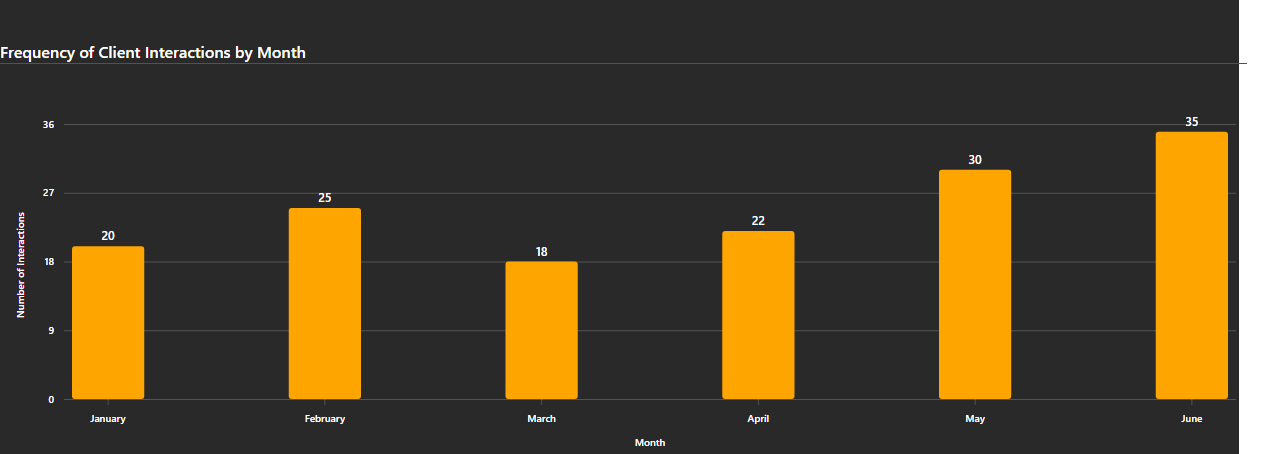 Frequency of Client Interactions by Month
36
27
18
9
0
Number of Interactions
20
25
18
22
30
35
January
February
March
April
May
June
Month